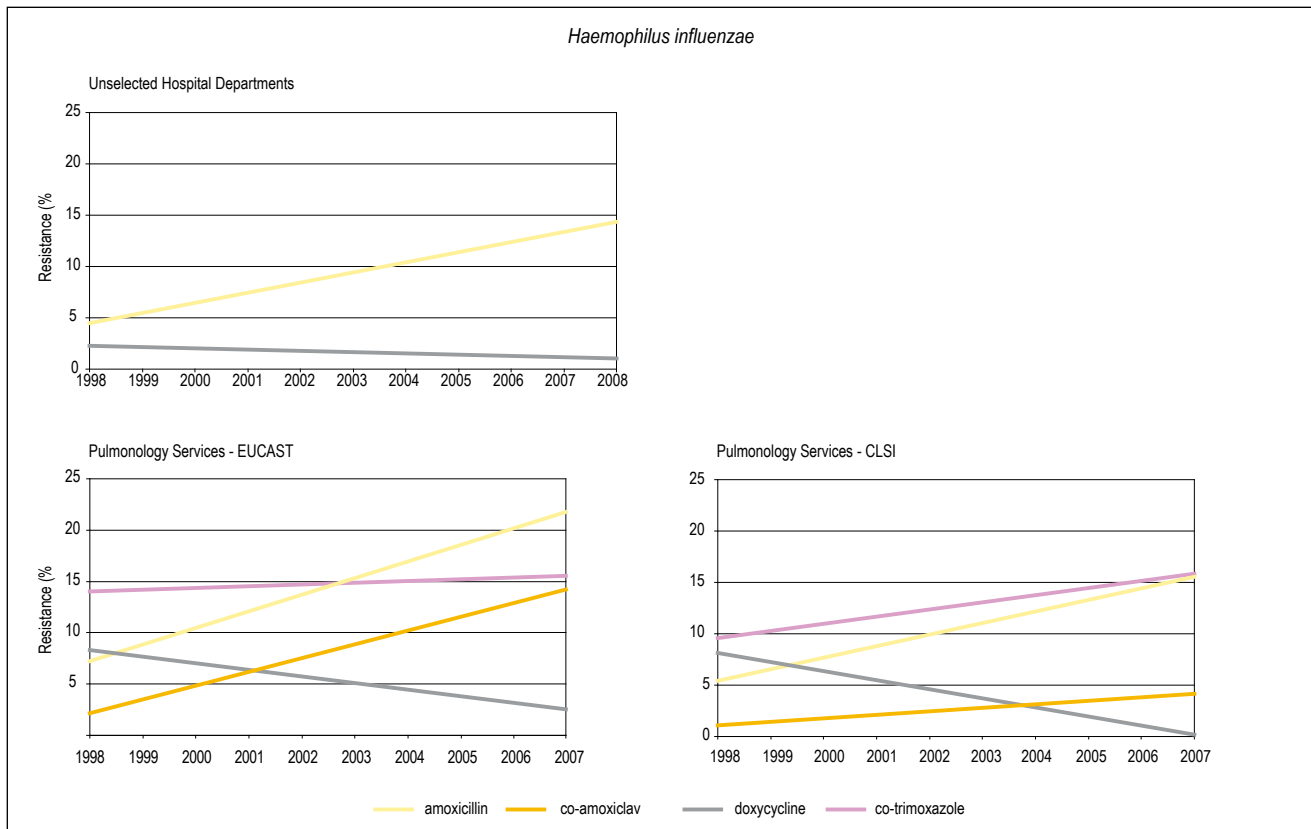 Haemophilus influenzae
Unselected Hospital Departments
Resistance (%
25
20
15
10
5
0
1998 1999 2000 2001 2002 2003 2004 2005 2006 2007 2008
Pulmonology Services - EUCAST
Resistance (%
25
20
15
10
5
1998 1999 2000 2001 2002 2003 2004 2005 2006 2007
Pulmonology Services - CLSI
25
20
15
10
5
0
1998 1999 2000 2001 2002 2003 2004 2005 2006 2007
amoxicillin co-amoxiclav doxycycline co-trimoxazole